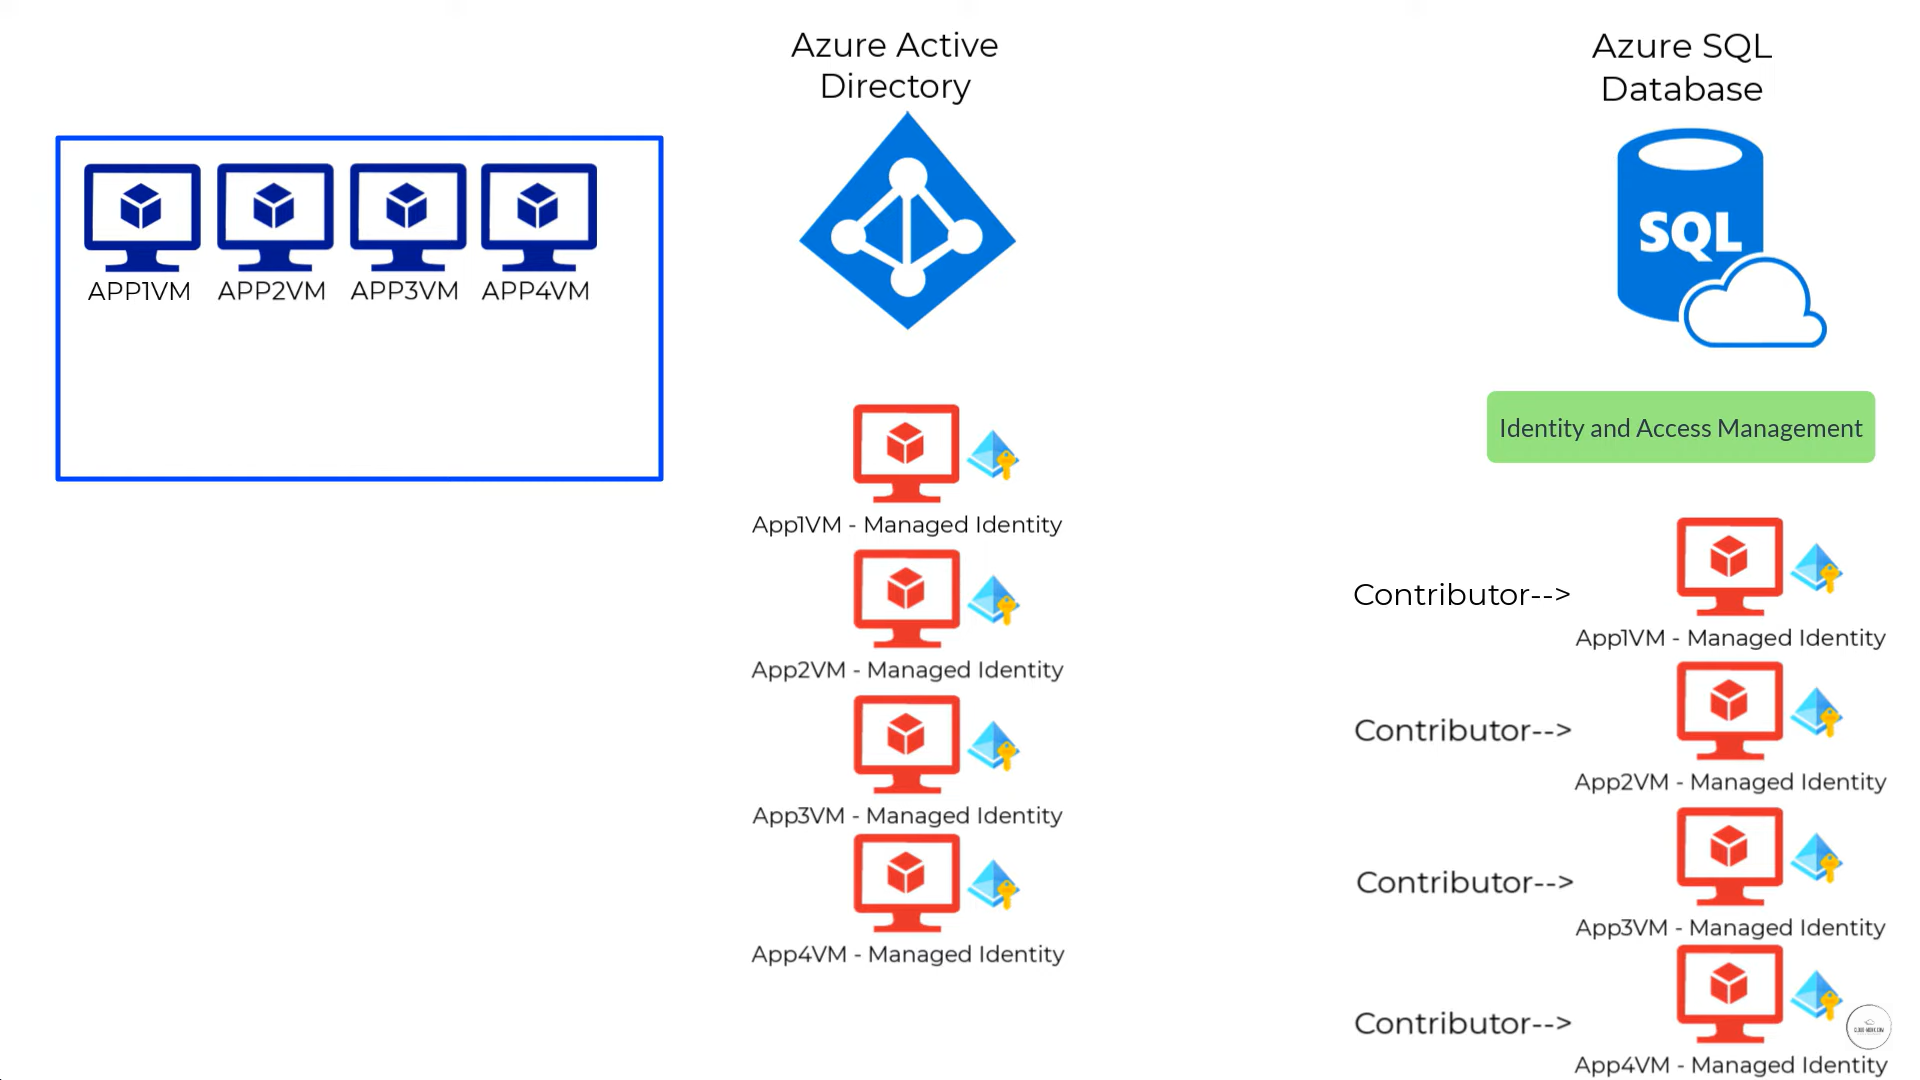 Azure Active
Directory
Azure SQL
Database
SQL
APP1VM
APP2VM
APP3VM
APP4VM
Identity and Access Management
App1VM - Managed Identity
App2VM - Managed Identity
App3VM - Managed Identity
App4VM - Managed Identity
Contributor-->
App1VM - Managed Identity
Contributor-->
App2VM - Managed Identity
Contributor-->
App3VM - Managed Identity
Contributor-->
App4VM - Managed Identity